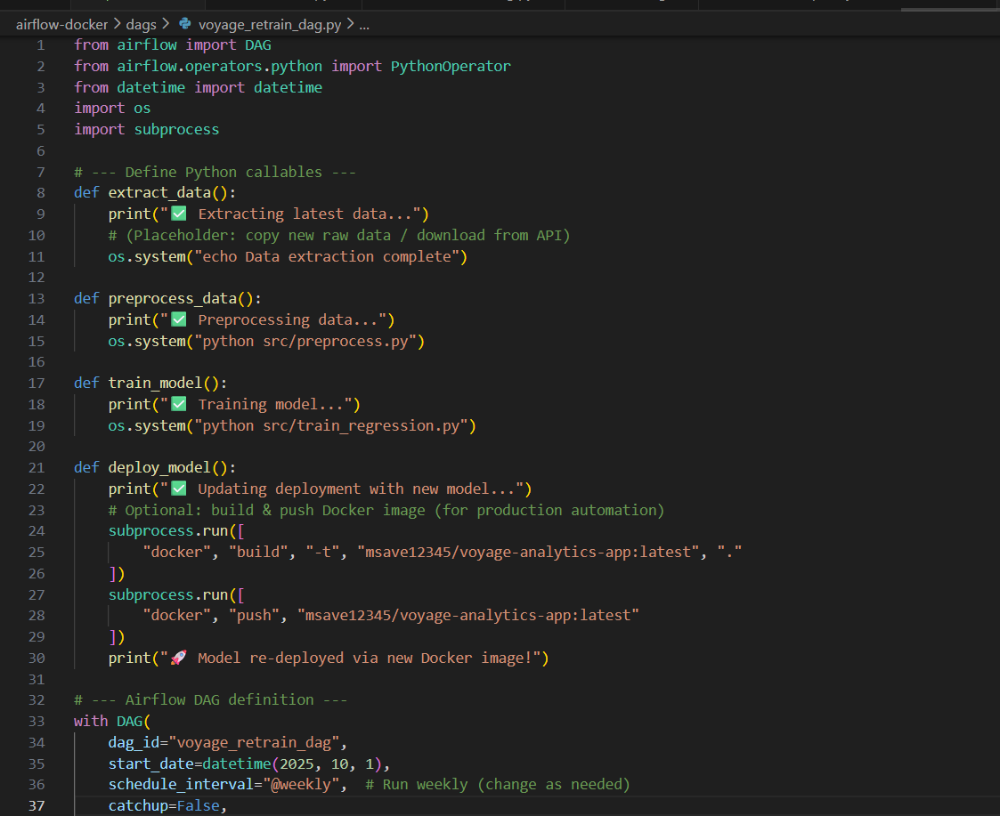 airflow-docker > dags > voyage_retrain_dag.py > ...
1 from airflow import DAG
2 from airflow.operators.python import PythonOperator
3 from datetime import datetime
4 import os
5 import subprocess
6
7 # --- Define Python callables ---
8 def extract_data():
9     print("✅ Extracting latest data...")
10     # (Placeholder: copy new raw data / download from API)
11     os.system("echo Data extraction complete")
12
13 def preprocess_data():
14     print("✅ Preprocessing data...")
15     os.system("python src/preprocess.py")
16
17 def train_model():
18     print("✅ Training model...")
19     os.system("python src/train_regression.py")
20
21 def deploy_model():
22     print("✅ Updating deployment with new model...")
23     # Optional: build & push Docker image (for production automation)
24     subprocess.run([
25         "docker", "build", "-t", "msave12345/voyage-analytics-app:latest", "."
26     ])
27     subprocess.run([
28         "docker", "push", "msave12345/voyage-analytics-app:latest"
29     ])
30     print("🚀 Model re-deployed via new Docker image!")
31
32 # --- Airflow DAG definition ---
33 with DAG(
34     dag_id="voyage_retrain_dag",
35     start_date=datetime(2025, 10, 1),
36     schedule_interval="@weekly",  # Run weekly (change as needed)
37     catchup=False,